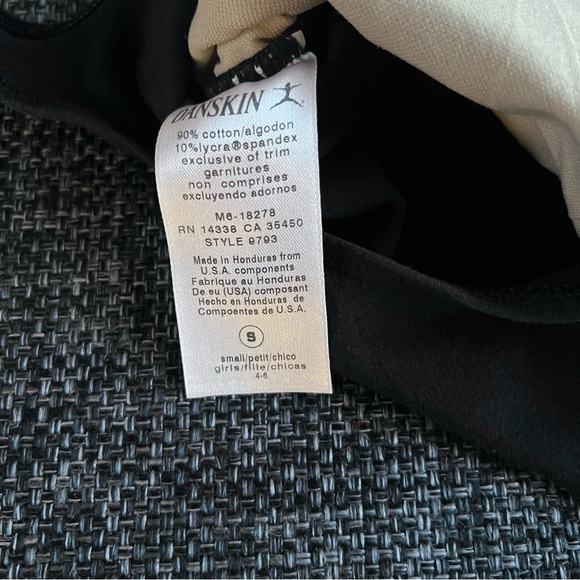 DANSKIN
90% cotton/algodon
10%lycra®spandex
exclusive of trim
garnitures
non comprises
excluyendo adornos
M6-18278
RN 14338 CA 35450
STYLE 9793
Made in Honduras from
U.S.A. components
Fabrique au Honduras
De eu (USA) composant
Hecho en Honduras de
Compoentes de U.S.A.
S
small/petit/chico
girls/fille/chicas
4-6